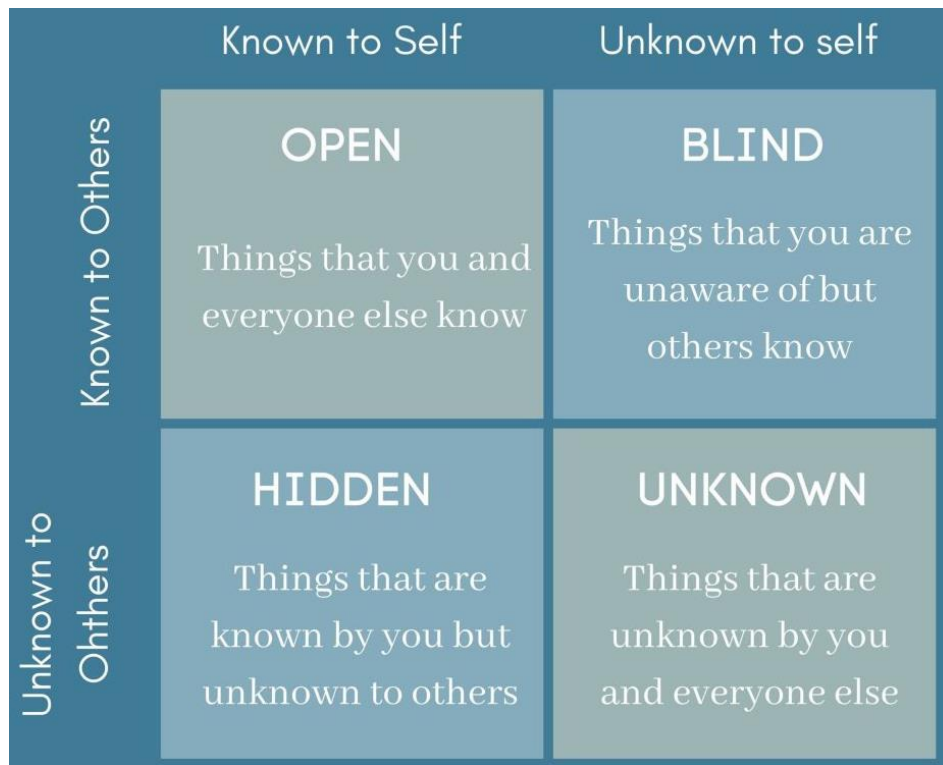 Known to Self
Unknown to self
Known to Others
OPEN
Things that you and
everyone else know
BLIND
Things that you are
unaware of but
others know
Unknown to
Ohthers
HIDDEN
Things that are
known by you but
unknown to others
UNKNOWN
Things that are
unknown by you
and everyone else